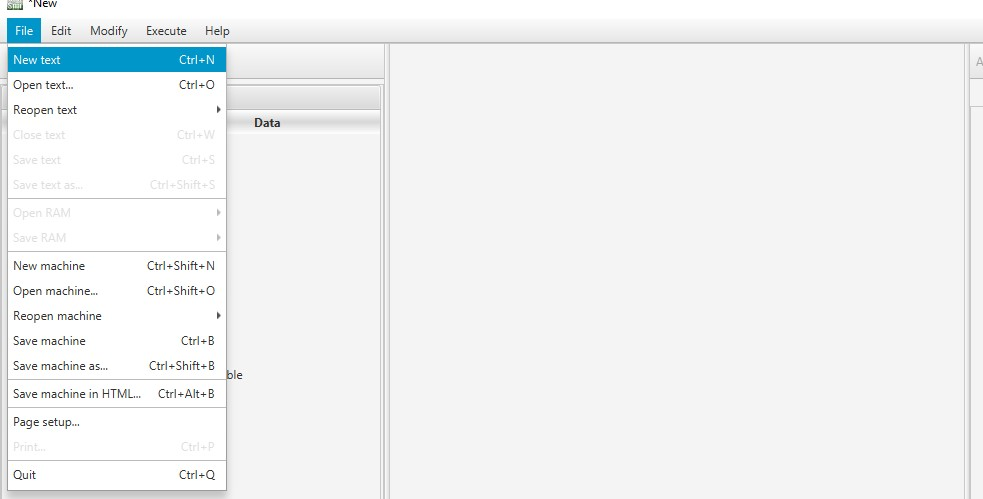 *New
File Edit Modify Execute Help
New text Ctrl+N
Open text... Ctrl+O
Reopen text
Data
Close text Ctrl+W
Save text Ctrl+S
Save text as... Ctrl+Shift+S
Open RAM
Save RAM
New machine Ctrl+Shift+N
Open machine... Ctrl+Shift+O
Reopen machine
Save machine Ctrl+B
Save machine as... Ctrl+Shift+B
ble
Save machine in HTML... Ctrl+Alt+B
Page setup...
Print... Ctrl+P
Quit Ctrl+Q